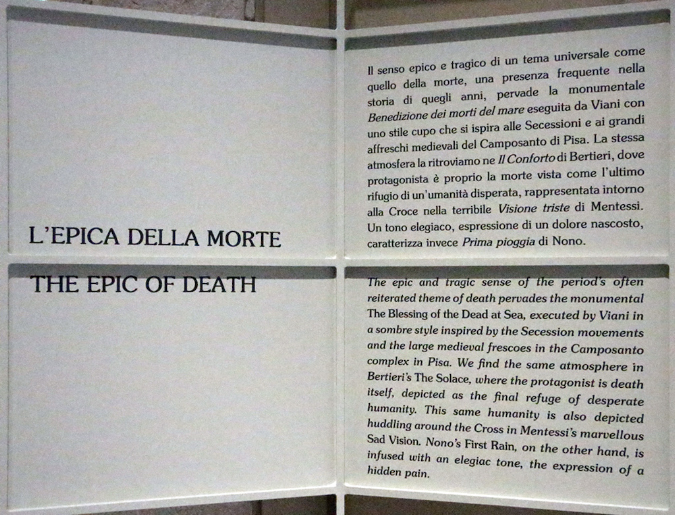 L'EPICA DELLA MORTE
Il senso epico e tragico di un tema universale come
quello della morte, una presenza frequente nella
storia di quegli anni, pervade la monumentale
Benedizione dei morti del mare eseguita da Viani con
uno stile cupo che si ispira alle Secessioni e ai grandi
affreschi medievali del Camposanto di Pisa. La stessa
atmosfera la ritroviamo ne Il Conforto di Bertieri, dove
protagonista è proprio la morte vista come l'ultimo
rifugio di un'umanità disperata, rappresentata intorno
alla Croce nella terribile Visione triste di Mentessi.
Un tono elegiaco, espressione di un dolore nascosto,
caratterizza invece Prima pioggia di Nono.
THE EPIC OF DEATH
The epic and tragic sense of the period's often
reiterated theme of death pervades the monumental
The Blessing of the Dead at Sea, executed by Viani in
a sombre style inspired by the Secession movements
and the large medieval frescoes in the Camposanto
complex in Pisa. We find the same atmosphere in
Bertieri's The Solace, where the protagonist is death
itself, depicted as the final refuge of desperate
humanity. This same humanity is also depicted
huddling around the Cross in Mentessi's marvellous
Sad Vision. Nono's First Rain, on the other hand, is
infused with an elegiac tone, the expression of a
hidden pain.